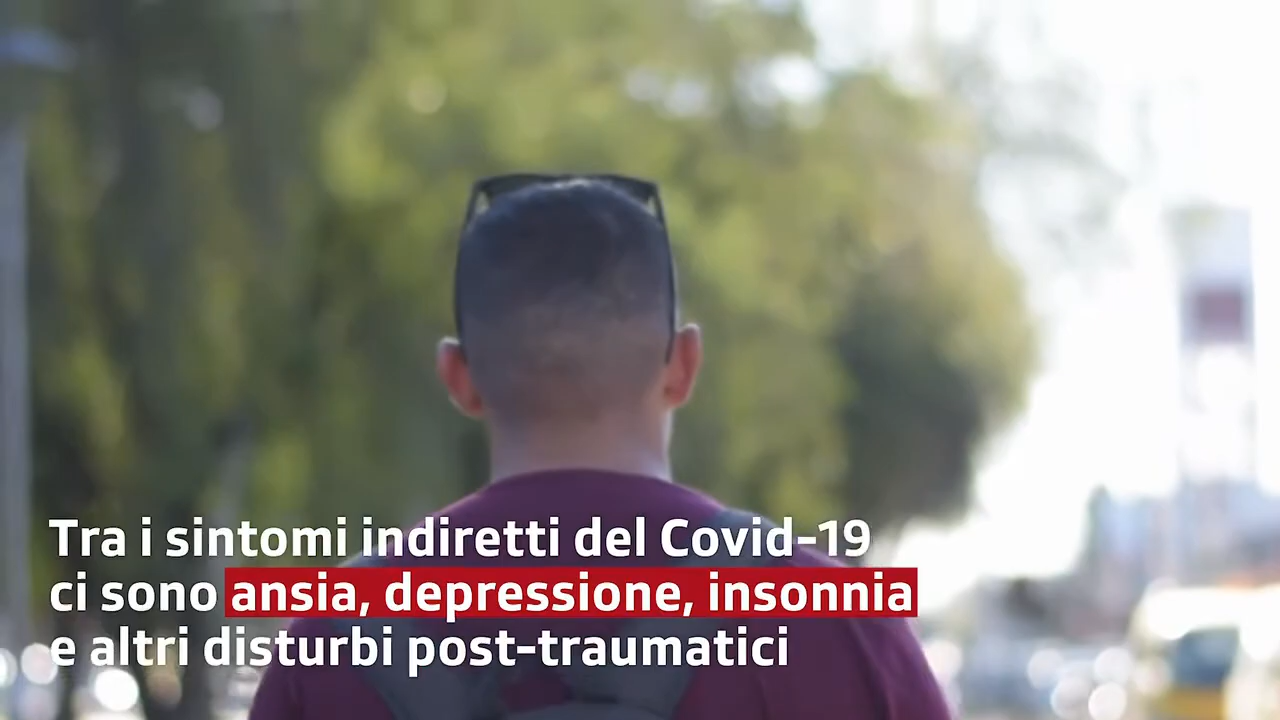 Tra i sintomi indiretti del Covid-19
ci sono ansia, depressione, insonnia
e altri disturbi post-traumatici